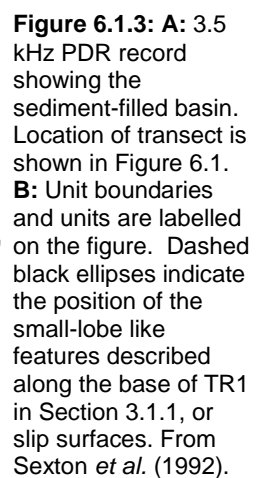 Figure 6.1.3: A: 3.5
kHz PDR record
showing the
sediment-filled basin.
Location of transect is
shown in Figure 6.1.
B: Unit boundaries
and units are labelled
on the figure.  Dashed
black ellipses indicate
the position of the
small-lobe like
features described
along the base of TR1
in Section 3.1.1, or
slip surfaces. From
Sexton et al. (1992).